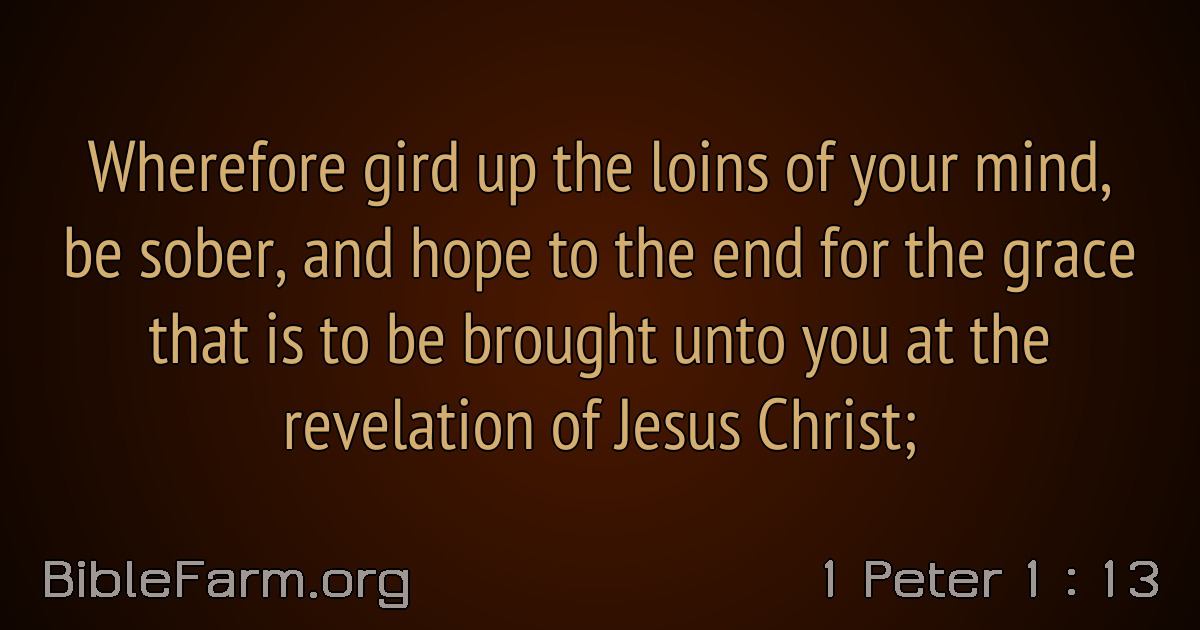 Wherefore gird up the loins of your mind,
be sober, and hope to the end for the grace
that is to be brought unto you at the
revelation of Jesus Christ;
BibleFarm.org
1 Peter 1 : 13